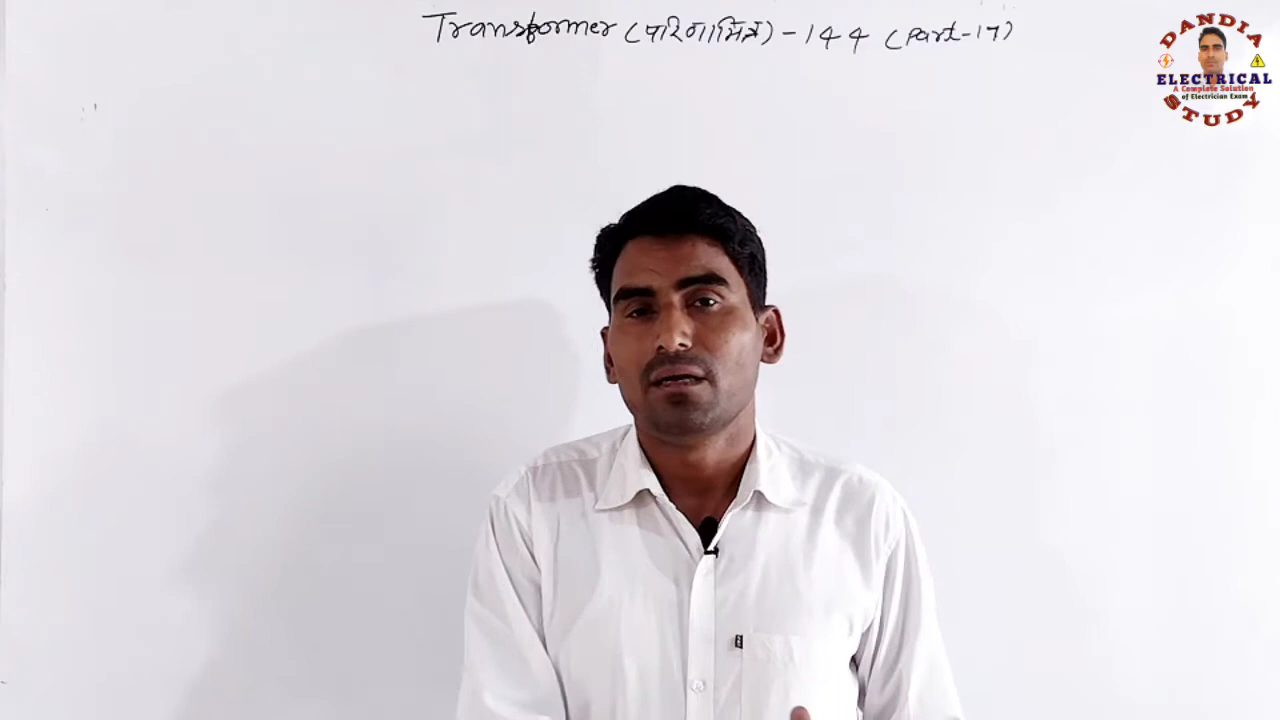 Transformer (परिणामित्र) - 144 (Part-17)
DANDIA
ELECTRICAL
A Complete Solution
of Electrician Exam
STUDY